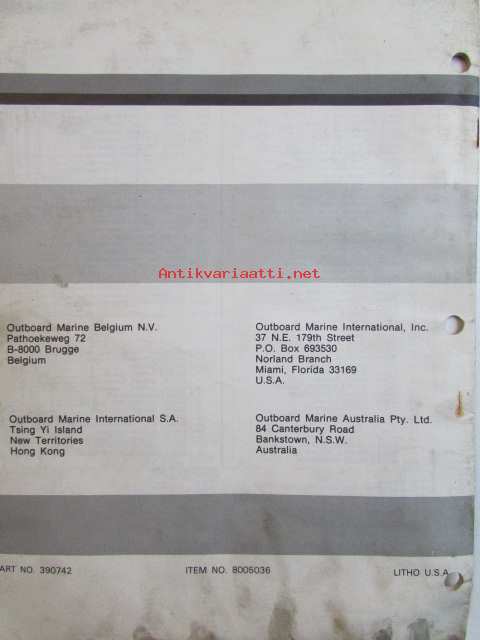 Antikvariaatti.net
Outboard Marine Belgium N.V.
Pathoekeweg 72
B-8000 Brugge
Belgium
Outboard Marine International, Inc.
37 N.E. 179th Street
P.O. Box 693530
Norland Branch
Miami, Florida 33169
U.S.A.
Outboard Marine International S.A.
Tsing Yi Island
New Territories
Hong Kong
Outboard Marine Australia Pty. Ltd.
84 Canterbury Road
Bankstown, N.S.W.
Australia
ART NO. 390742
ITEM NO. 8005036
LITHO U.S.A.